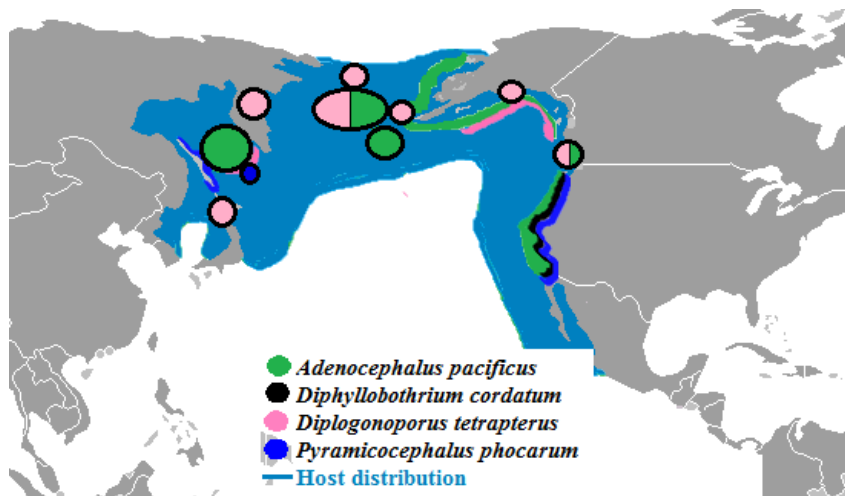 Adenocephalus pacificus
Diphyllobothrium cordatum
Diplogonoporus tetrapterus
Pyramicocephalus phocarum
Host distribution